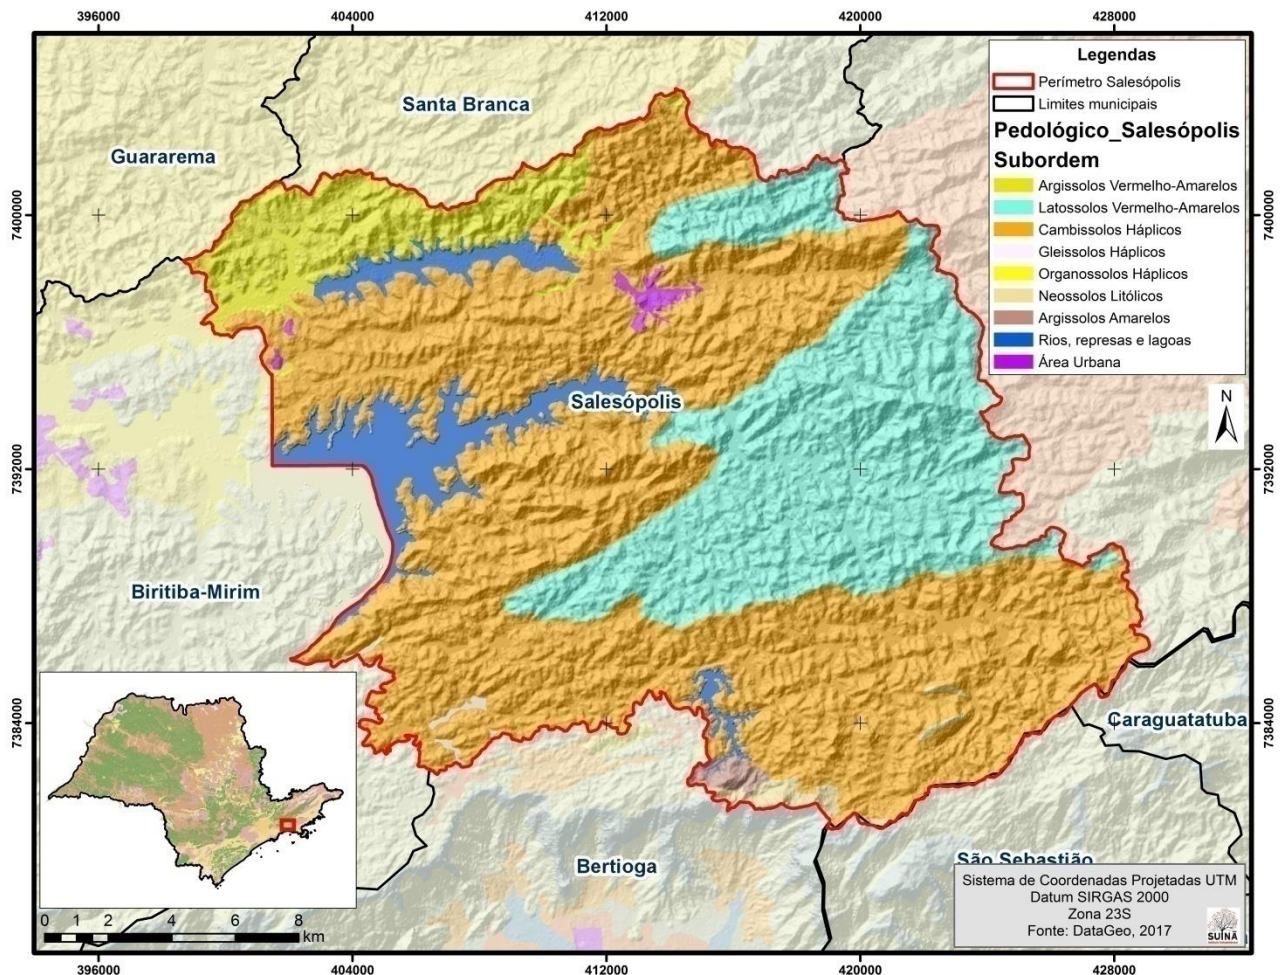 396000 404000 412000 420000 428000
Legendas
Perímetro Salesópolis
Limites municipais
Pedológico_Salesópolis
Subordem
Argissolos Vermelho-Amarelos
Latossolos Vermelho-Amarelos
Cambissolos Háplicos
Gleissolos Háplicos
Organossolos Háplicos
Neossolos Litólicos
Argissolos Amarelos
Rios, represas e lagoas
Área Urbana
Santa Branca
Guararema
7400000 7400000
N
Salesópolis
7392000 7392000
Biritiba-Mirim
7384000 7384000
Caraguatatuba
Bertioga
São Sebastião
Sistema de Coordenadas Projetadas UTM
Datum SIRGAS 2000
Zona 23S
Fonte: DataGeo, 2017
SUINÃ
0 1 2 4 6 8
km
396000 404000 412000 420000 428000